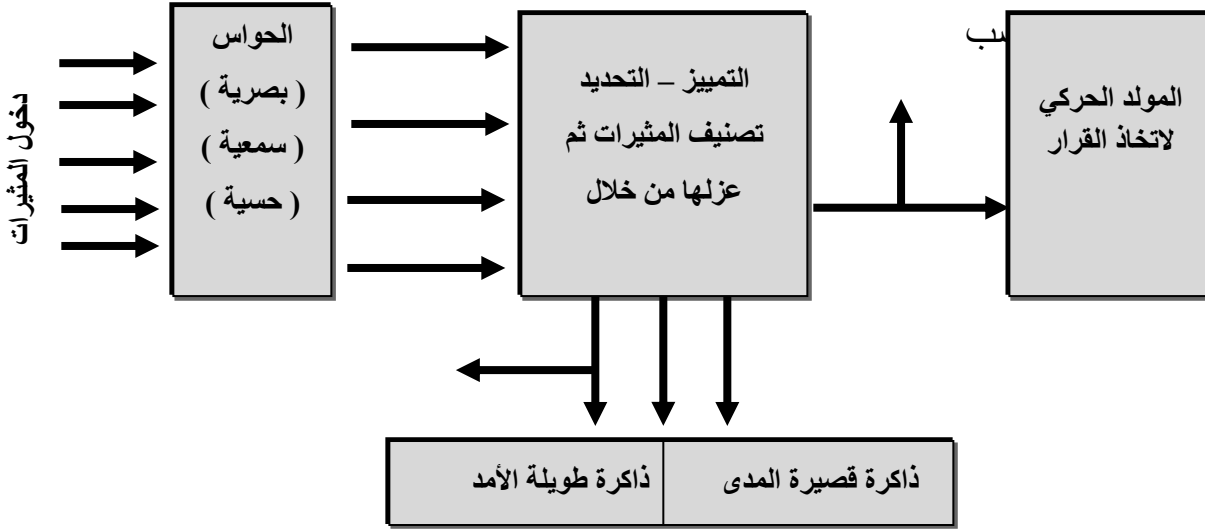 دخول المثيرات
الحواس
( بصرية )
( سمعية )
( حسية )
التمييز – التحديد
تصنيف المثيرات ثم
عزلها من خلال
المولد الحركي
لاتخاذ القرار
ذاكرة قصيرة المدى
ذاكرة طويلة الأمد